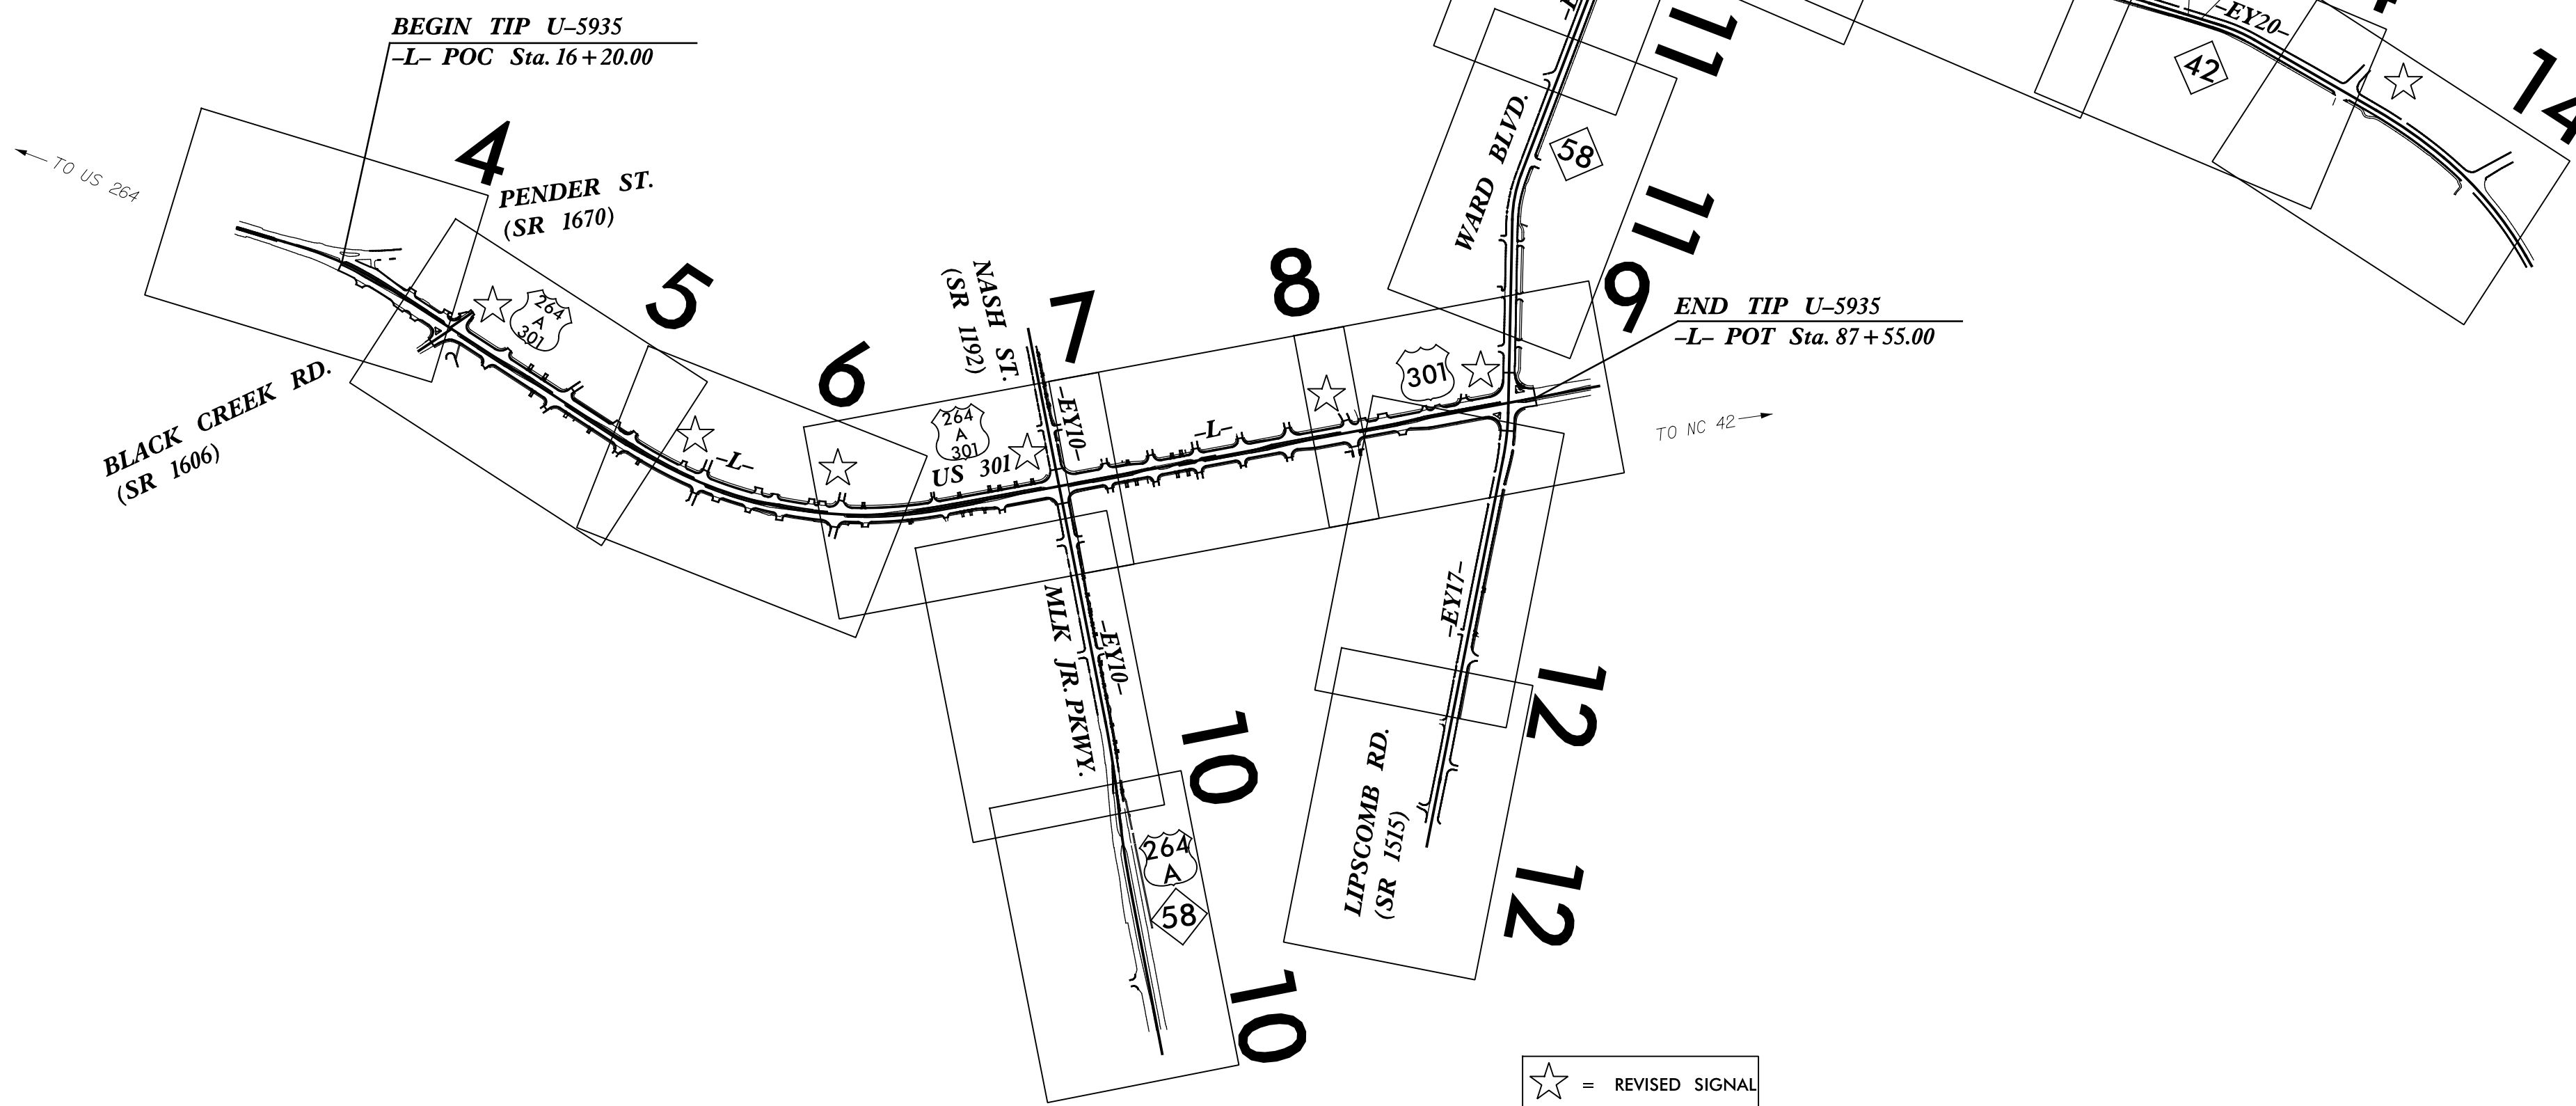 BEGIN TIP U–5935
–L– POC Sta. 16+20.00
TO US 264
4
PENDER ST.
(SR 1670)
264
A
301
5
BLACK CREEK RD.
(SR 1606)
–L–
6
264
A
301
US 301
NASH ST.
(SR 1192)
7
–EY10–
–L–
8
301
9
END TIP U–5935
–L– POT Sta. 87+55.00
TO NC 42
WARD BLVD.
58
11
11
–EY20–
42
14
MLK JR. PKWY.
–EY10–
10
264
A
58
10
–EY17–
12
LIPSCOMB RD.
(SR 1515)
12
= REVISED SIGNAL